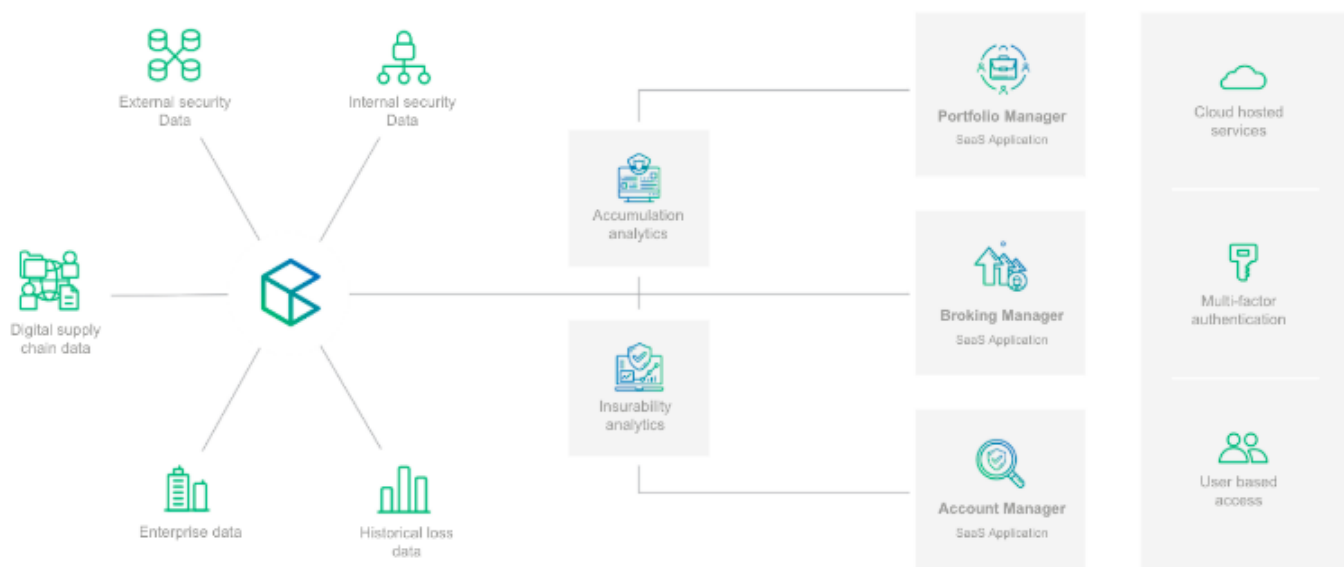 External security
Data
Internal security
Data
Digital supply
chain data
Enterprise data
Historical loss
data
Accumulation
analytics
Insurability
analytics
Portfolio Manager
SaaS Application
Broking Manager
SaaS Application
Account Manager
SaaS Application
Cloud hosted
services
Multi-factor
authentication
User based
access